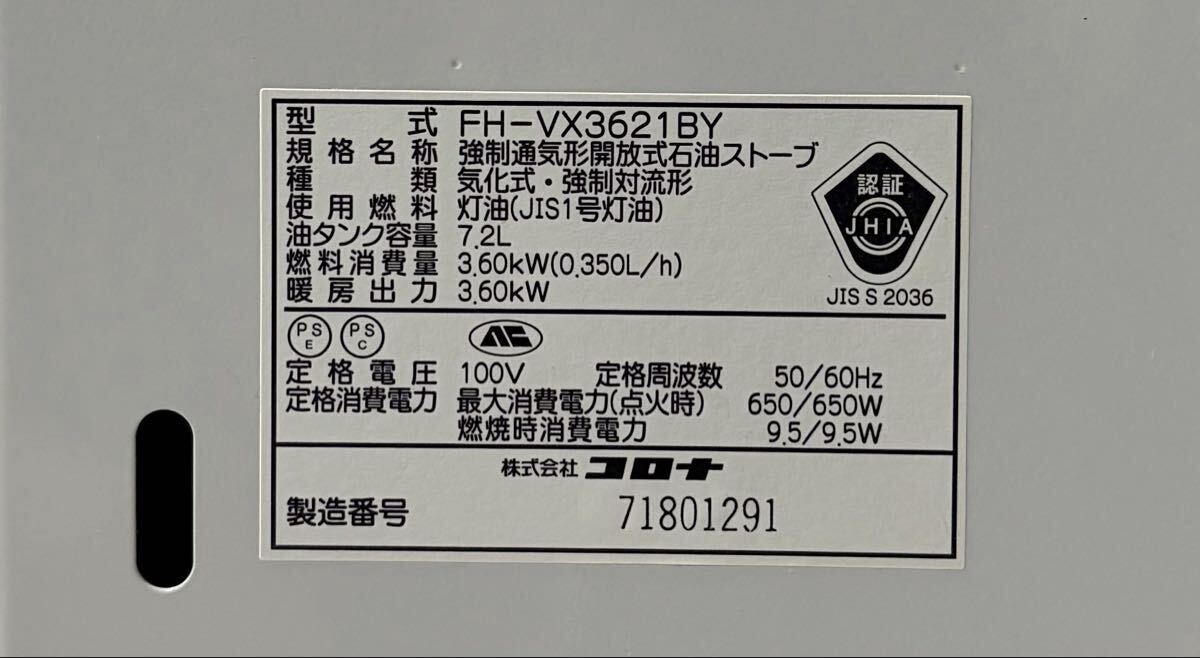 型式 FH-VX3621BY
規格名称 強制通気形開放式石油ストーブ
種類 気化式・強制対流形
使用燃料 灯油(JIS1号灯油)
油タンク容量 7.2L
燃料消費量 3.60kW(0.350L/h)
暖房出力 3.60kW
認証
JHIA
JIS S 2036
PS E PS C
定格電圧 100V 定格周波数 50/60Hz
定格消費電力 最大消費電力(点火時) 650/650W
燃焼時消費電力 9.5/9.5W
株式会社 コロナ
製造番号 71801291